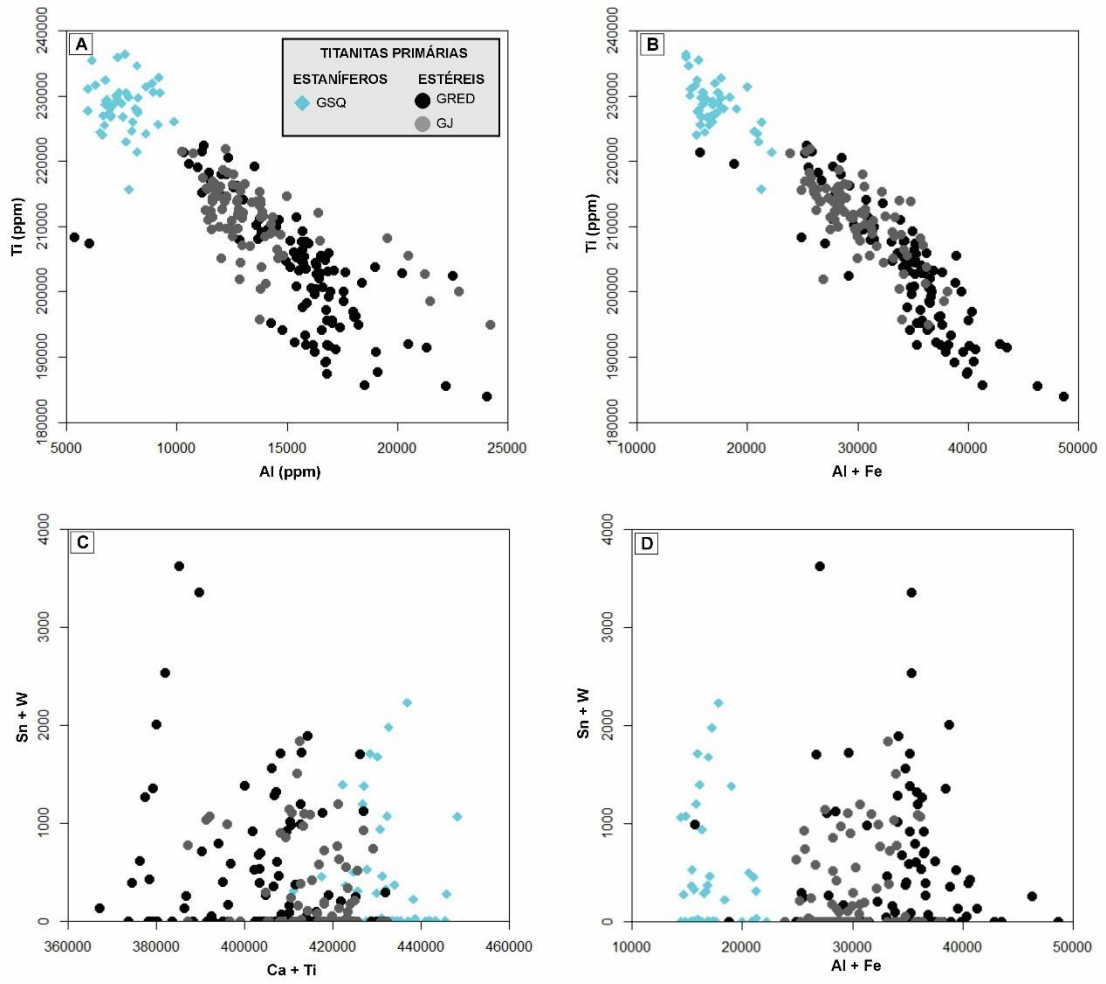 A
240000
230000
220000
210000
200000
190000
180000
Ti (ppm)
5000 10000 15000 20000 25000
Al (ppm)
TITANITAS PRIMÁRIAS
ESTANÍFEROS ESTÉREIS
GSQ GRED
GJ
B
240000
230000
220000
210000
200000
190000
180000
Ti (ppm)
10000 20000 30000 40000 50000
Al + Fe
C
4000
3000
2000
1000
0
Sn + W
360000 380000 400000 420000 440000 460000
Ca + Ti
D
4000
3000
2000
1000
0
Sn + W
10000 20000 30000 40000 50000
Al + Fe